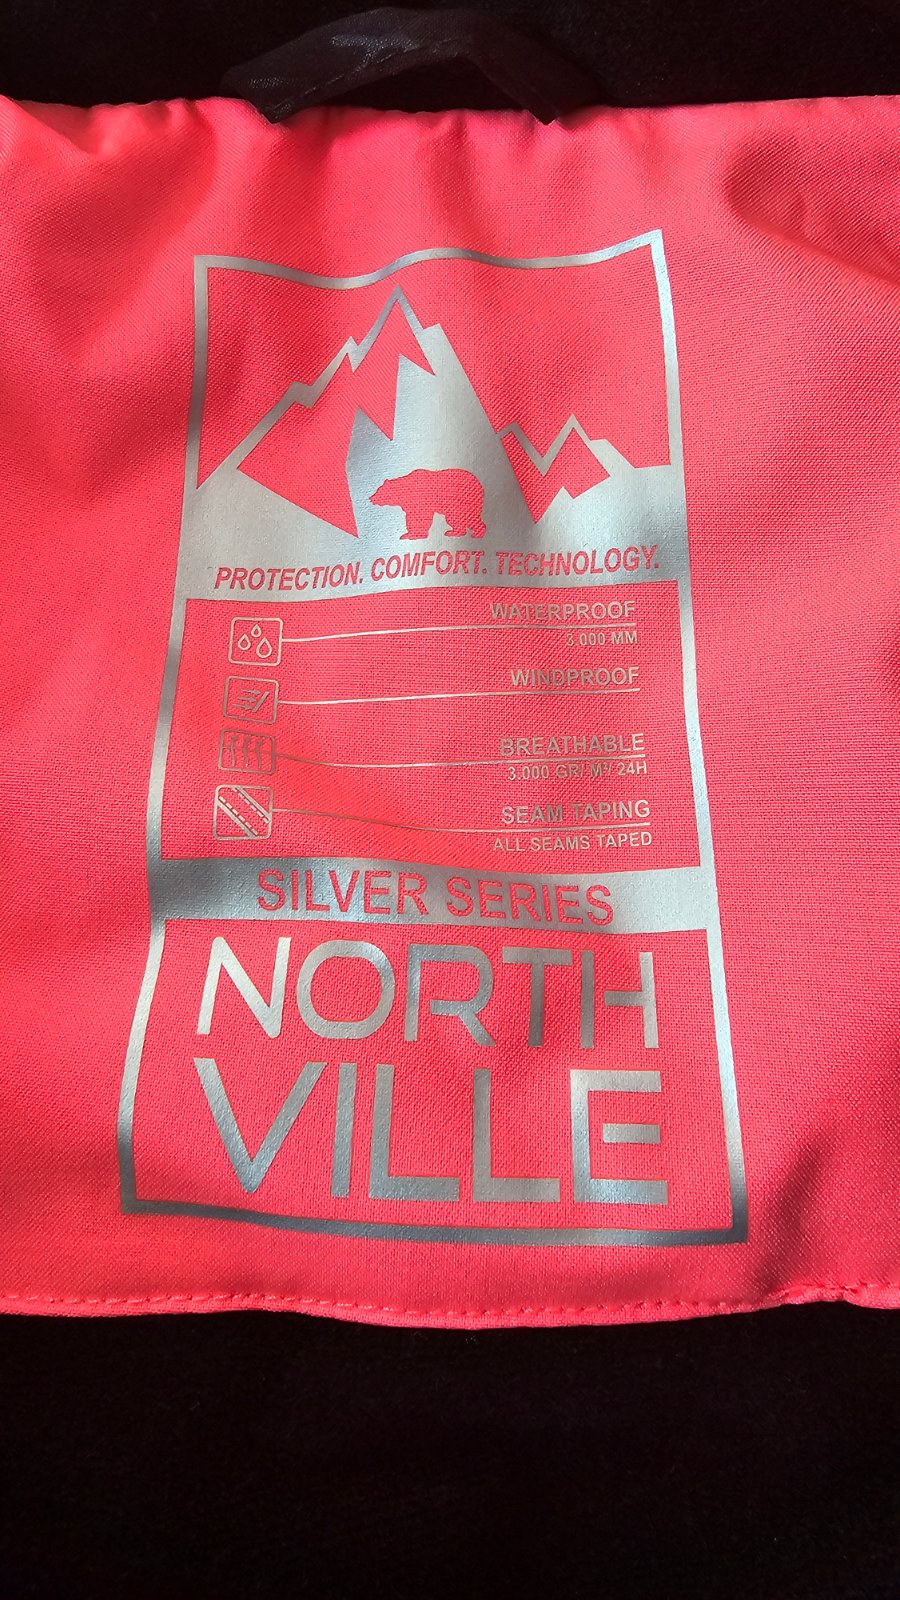 PROTECTION. COMFORT. TECHNOLOGY.
WATERPROOF
3.000 MM
WINDPROOF
BREATHABLE
3.000 GR/ M²/ 24H
SEAM TAPING
ALL SEAMS TAPED
SILVER SERIES
NORTH
VILLE